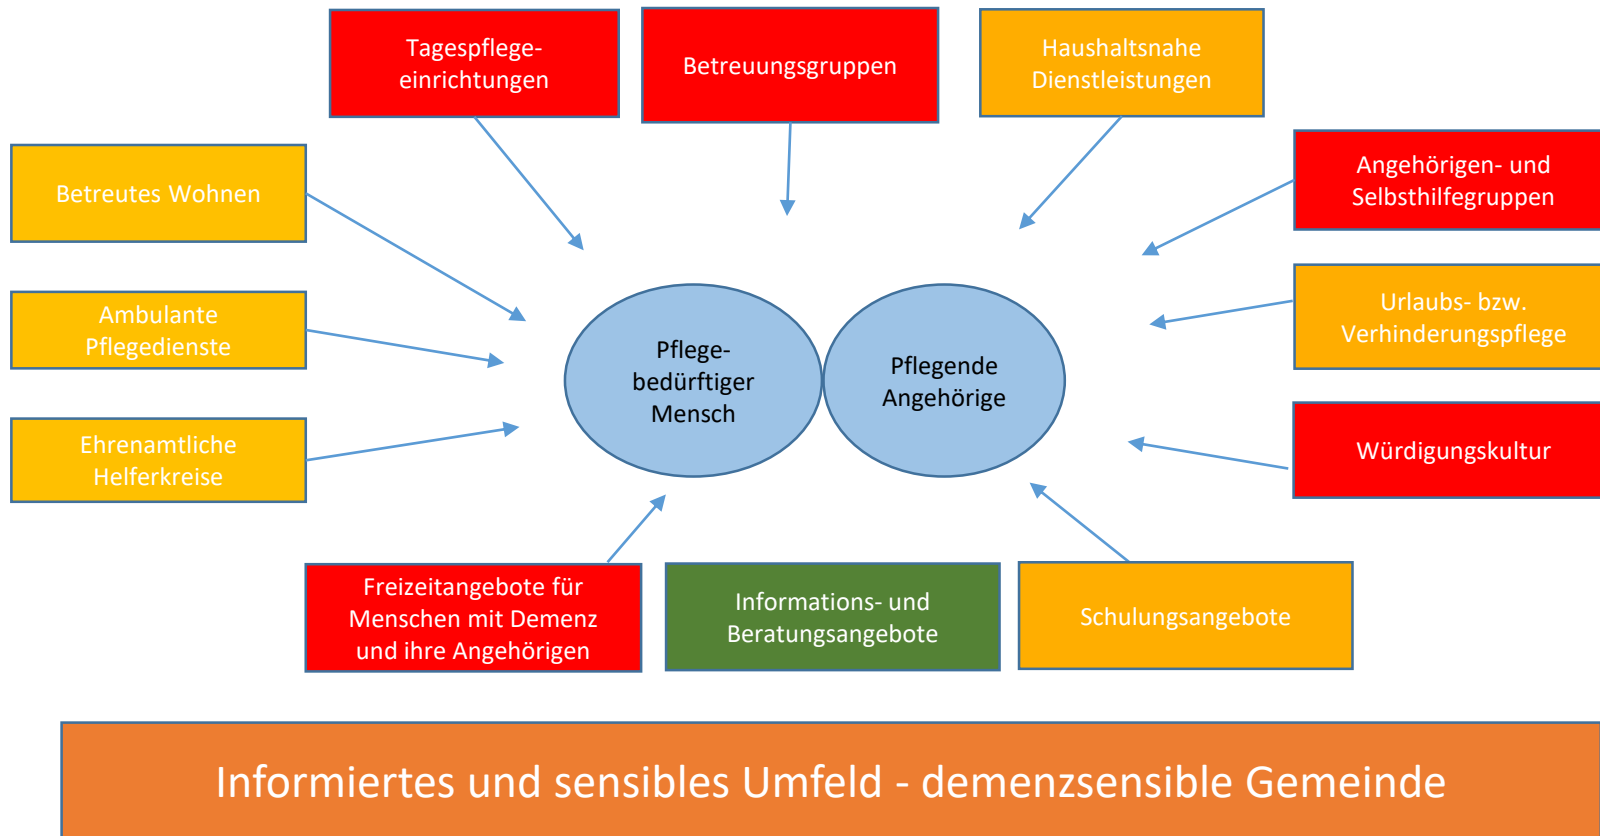 Tagespflege-
einrichtungen
Betreuungsgruppen
Haushaltsnahe
Dienstleistungen
Betreutes Wohnen
Angehörigen- und
Selbsthilfegruppen
Ambulante
Pflegedienste
Urlaubs- bzw.
Verhinderungspflege
Pflege-
bedürftiger
Mensch
Pflegende
Angehörige
Ehrenamtliche
Helferkreise
Würdigungskultur
Freizeitangebote für
Menschen mit Demenz
und ihre Angehörigen
Informations- und
Beratungsangebote
Schulungsangebote
Informiertes und sensibles Umfeld - demenzsensible Gemeinde